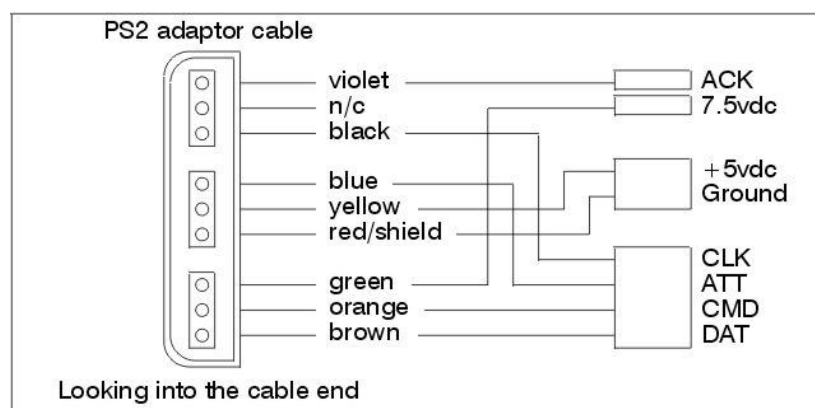 PS2 adaptor cable
violet ACK
n/c 7.5vdc
black
blue +5vdc
yellow Ground
red/shield
CLK
green ATT
orange CMD
brown DAT
Looking into the cable end